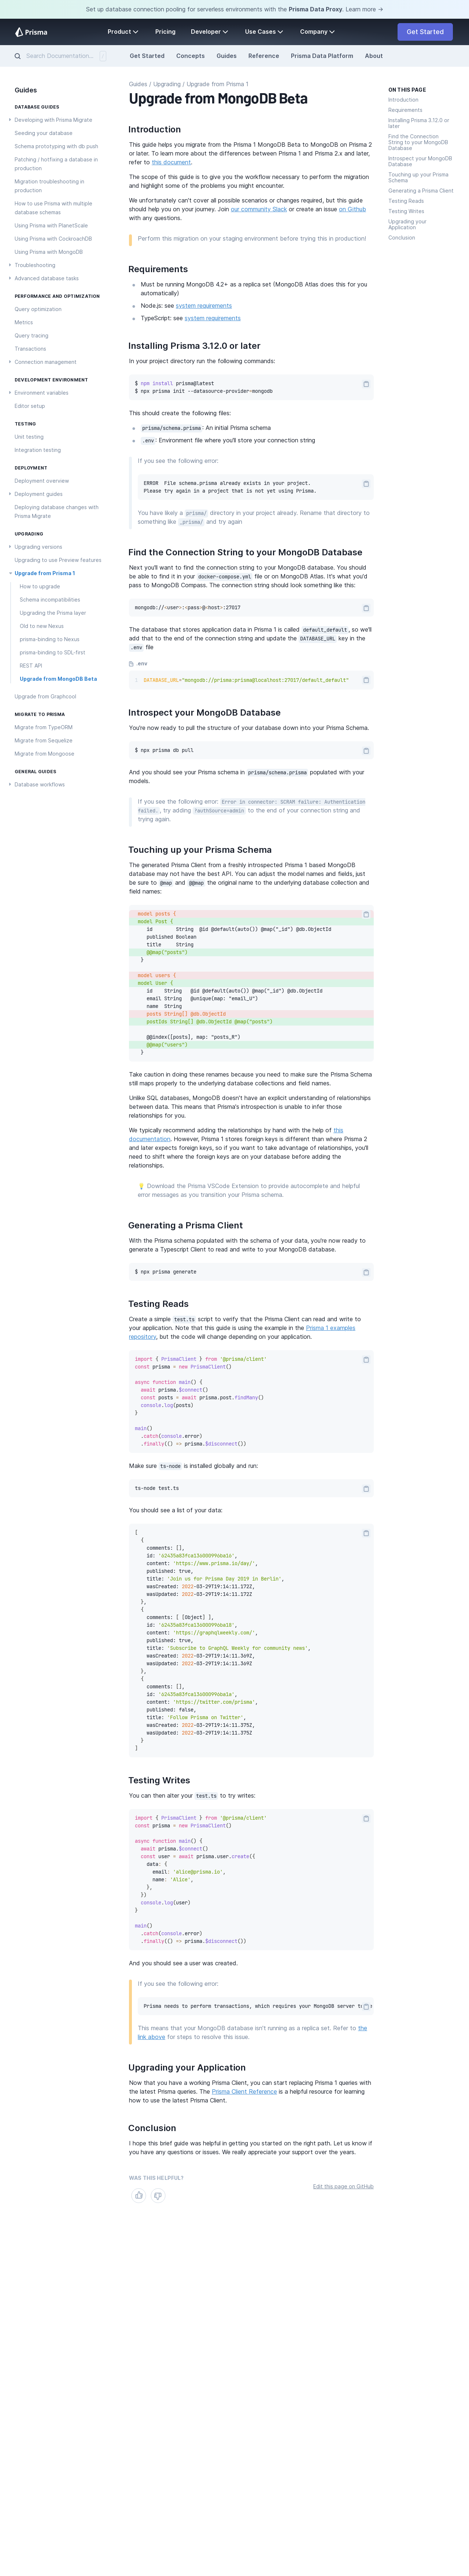 Set up database connection pooling for serverless environments with the Prisma Data Proxy. Learn more →
Prisma
Product
Pricing
Developer
Use Cases
Company
Get Started
Search Documentation... /
Get Started
Concepts
Guides
Reference
Prisma Data Platform
About
Guides
DATABASE GUIDES
Developing with Prisma Migrate
Seeding your database
Schema prototyping with db push
Patching / hotfixing a database in
production
Migration troubleshooting in
production
How to use Prisma with multiple
database schemas
Using Prisma with PlanetScale
Using Prisma with CockroachDB
Using Prisma with MongoDB
Troubleshooting
Advanced database tasks
PERFORMANCE AND OPTIMIZATION
Query optimization
Metrics
Query tracing
Transactions
Connection management
DEVELOPMENT ENVIRONMENT
Environment variables
Editor setup
TESTING
Unit testing
Integration testing
DEPLOYMENT
Deployment overview
Deployment guides
Deploying database changes with
Prisma Migrate
UPGRADING
Upgrading versions
Upgrading to use Preview features
Upgrade from Prisma 1
How to upgrade
Schema incompatibilities
Upgrading the Prisma layer
Old to new Nexus
prisma-binding to Nexus
prisma-binding to SDL-first
REST API
Upgrade from MongoDB Beta
Upgrade from Graphcool
MIGRATE TO PRISMA
Migrate from TypeORM
Migrate from Sequelize
Migrate from Mongoose
GENERAL GUIDES
Database workflows
Guides / Upgrading / Upgrade from Prisma 1
Upgrade from MongoDB Beta
Introduction
This guide helps you migrate from the Prisma 1 MongoDB Beta to MongoDB on Prisma 2
or later. To learn more about the differences between Prisma 1 and Prisma 2.x and later,
refer to this document.
The scope of this guide is to give you the workflow necessary to perform the migration
and highlight some of the more pressing changes.
We unfortunately can't cover all possible scenarios or changes required, but this guide
should help you on your journey. Join our community Slack or create an issue on Github
with any questions.
Perform this migration on your staging environment before trying this in production!
Requirements
Must be running MongoDB 4.2+ as a replica set (MongoDB Atlas does this for you
automatically)
Node.js: see system requirements
TypeScript: see system requirements
Installing Prisma 3.12.0 or later
In your project directory run the following commands:
$ npm install prisma@latest
$ npx prisma init --datasource-provider=mongodb
This should create the following files:
prisma/schema.prisma: An initial Prisma schema
.env: Environment file where you'll store your connection string
If you see the following error:
ERROR  File schema.prisma already exists in your project.
Please try again in a project that is not yet using Prisma.
You have likely a prisma/ directory in your project already. Rename that directory to
something like _prisma/ and try again
Find the Connection String to your MongoDB Database
Next you'll want to find the connection string to your MongoDB database. You should
be able to find it in your docker-compose.yml file or on MongoDB Atlas. It's what you'd
pass to MongoDB Compass. The connection string should look something like this:
mongodb://<user>:<pass>@<host>:27017
The database that stores application data in Prisma 1 is called default_default, so we'll
add that to the end of the connection string and update the DATABASE_URL key in the
.env file
.env
DATABASE_URL="mongodb://prisma:prisma@localhost:27017/default_default"
Introspect your MongoDB Database
You're now ready to pull the structure of your database down into your Prisma Schema.
$ npx prisma db pull
And you should see your Prisma schema in prisma/schema.prisma populated with your
models.
If you see the following error: Error in connector: SCRAM failure: Authentication
failed., try adding ?authSource=admin to the end of your connection string and
trying again.
Touching up your Prisma Schema
The generated Prisma Client from a freshly introspected Prisma 1 based MongoDB
database may not have the best API. You can adjust the model names and fields, just
be sure to @map and @@map the original name to the underlying database collection and
field names:
model posts {
model Post {
id        String  @id @default(auto()) @map("_id") @db.ObjectId
published Boolean
title     String
@@map("posts")
}
model users {
model User {
id    String   @id @default(auto()) @map("_id") @db.ObjectId
email String   @unique(map: "email_U")
name  String
posts String[] @db.ObjectId
postIds String[] @db.ObjectId @map("posts")
@@index([posts], map: "posts_R")
@@map("users")
}
Take caution in doing these renames because you need to make sure the Prisma Schema
still maps properly to the underlying database collections and field names.
Unlike SQL databases, MongoDB doesn't have an explicit understanding of relationships
between data. This means that Prisma's introspection is unable to infer those
relationships for you.
We typically recommend adding the relationships by hand with the help of this
documentation. However, Prisma 1 stores foreign keys is different than where Prisma 2
and later expects foreign keys, so if you want to take advantage of relationships, you'll
need to shift where the foreign keys are on your database before adding the
relationships.
💡 Download the Prisma VSCode Extension to provide autocomplete and helpful
error messages as you transition your Prisma schema.
Generating a Prisma Client
With the Prisma schema populated with the schema of your data, you're now ready to
generate a Typescript Client to read and write to your MongoDB database.
$ npx prisma generate
Testing Reads
Create a simple test.ts script to verify that the Prisma Client can read and write to
your application. Note that this guide is using the example in the Prisma 1 examples
repository, but the code will change depending on your application.
import { PrismaClient } from '@prisma/client'
const prisma = new PrismaClient()
async function main() {
await prisma.$connect()
const posts = await prisma.post.findMany()
console.log(posts)
}
main()
.catch(console.error)
.finally(() => prisma.$disconnect())
Make sure ts-node is installed globally and run:
ts-node test.ts
You should see a list of your data:
[
{
comments: [],
id: '62435a83fca136000996ba16',
content: 'https://www.prisma.io/day/',
published: true,
title: 'Join us for Prisma Day 2019 in Berlin',
wasCreated: 2022-03-29T19:14:11.172Z,
wasUpdated: 2022-03-29T19:14:11.172Z
},
{
comments: [ [Object] ],
id: '62435a83fca136000996ba18',
content: 'https://graphqlweekly.com/',
published: true,
title: 'Subscribe to GraphQL Weekly for community news',
wasCreated: 2022-03-29T19:14:11.369Z,
wasUpdated: 2022-03-29T19:14:11.369Z
},
{
comments: [],
id: '62435a83fca136000996ba1a',
content: 'https://twitter.com/prisma',
published: false,
title: 'Follow Prisma on Twitter',
wasCreated: 2022-03-29T19:14:11.375Z,
wasUpdated: 2022-03-29T19:14:11.375Z
}
]
Testing Writes
You can then alter your test.ts to try writes:
import { PrismaClient } from '@prisma/client'
const prisma = new PrismaClient()
async function main() {
await prisma.$connect()
const user = await prisma.user.create({
data: {
email: 'alice@prisma.io',
name: 'Alice',
},
})
console.log(user)
}
main()
.catch(console.error)
.finally(() => prisma.$disconnect())
And you should see a user was created.
If you see the following error:
Prisma needs to perform transactions, which requires your MongoDB server to
This means that your MongoDB database isn't running as a replica set. Refer to the
link above for steps to resolve this issue.
Upgrading your Application
Now that you have a working Prisma Client, you can start replacing Prisma 1 queries with
the latest Prisma queries. The Prisma Client Reference is a helpful resource for learning
how to use the latest Prisma Client.
Conclusion
I hope this brief guide was helpful in getting you started on the right path. Let us know if
you have any questions or issues. We really appreciate your support over the years.
WAS THIS HELPFUL?
Edit this page on GitHub
ON THIS PAGE
Introduction
Requirements
Installing Prisma 3.12.0 or
later
Find the Connection
String to your MongoDB
Database
Introspect your MongoDB
Database
Touching up your Prisma
Schema
Generating a Prisma Client
Testing Reads
Testing Writes
Upgrading your
Application
Conclusion